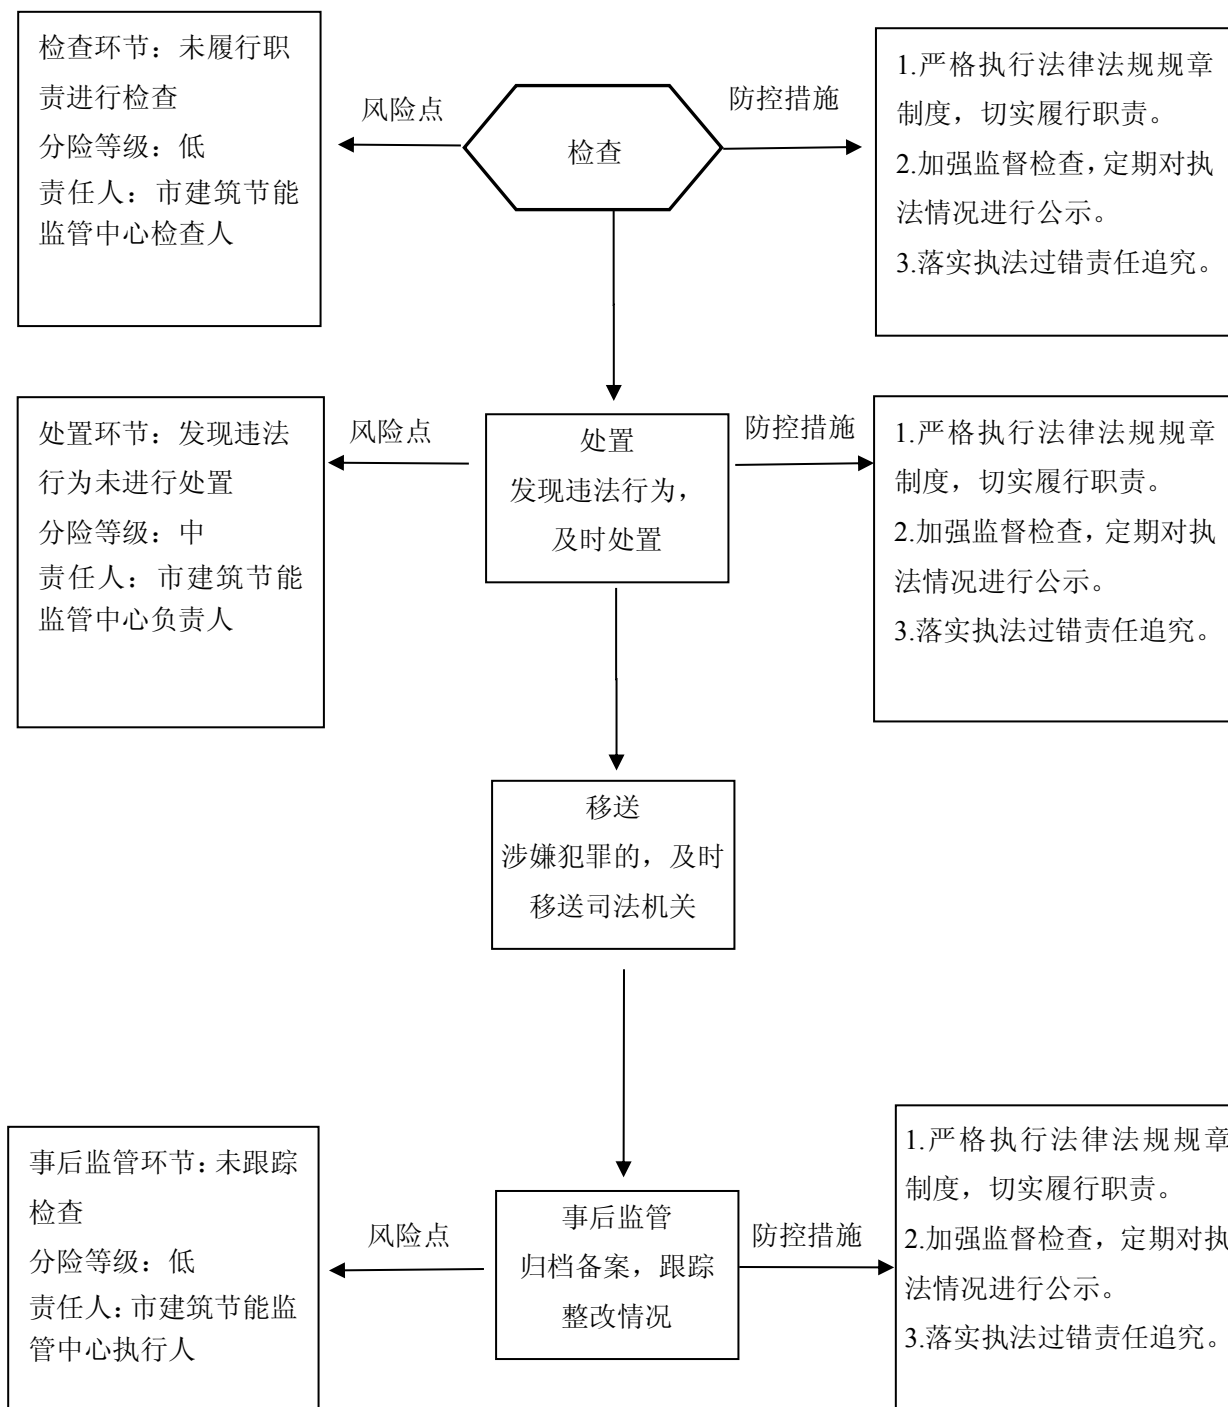 检查环节：未履行职
责进行检查
分险等级：低
责任人：市建筑节能
监管中心检查人
风险点
检查
防控措施
1.严格执行法律法规规章
制度，切实履行职责。
2.加强监督检查，定期对执
法情况进行公示。
3.落实执法过错责任追究。
处置环节：发现违法
行为未进行处置
分险等级：中
责任人：市建筑节能
监管中心负责人
风险点
处置
发现违法行为，
及时处置
防控措施
1.严格执行法律法规规章
制度，切实履行职责。
2.加强监督检查，定期对执
法情况进行公示。
3.落实执法过错责任追究。
移送
涉嫌犯罪的，及时
移送司法机关
事后监管环节：未跟踪
检查
分险等级：低
责任人：市建筑节能监
管中心执行人
风险点
事后监管
归档备案，跟踪
整改情况
防控措施
1.严格执行法律法规规章
制度，切实履行职责。
2.加强监督检查，定期对执
法情况进行公示。
3.落实执法过错责任追究。